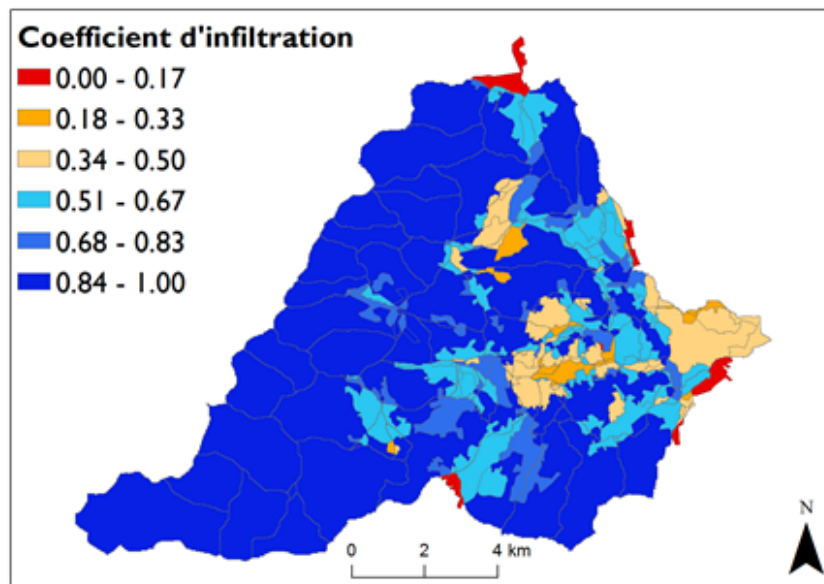 Coefficient d'infiltration
0.00 - 0.17
0.18 - 0.33
0.34 - 0.50
0.51 - 0.67
0.68 - 0.83
0.84 - 1.00
N
0 2 4 km